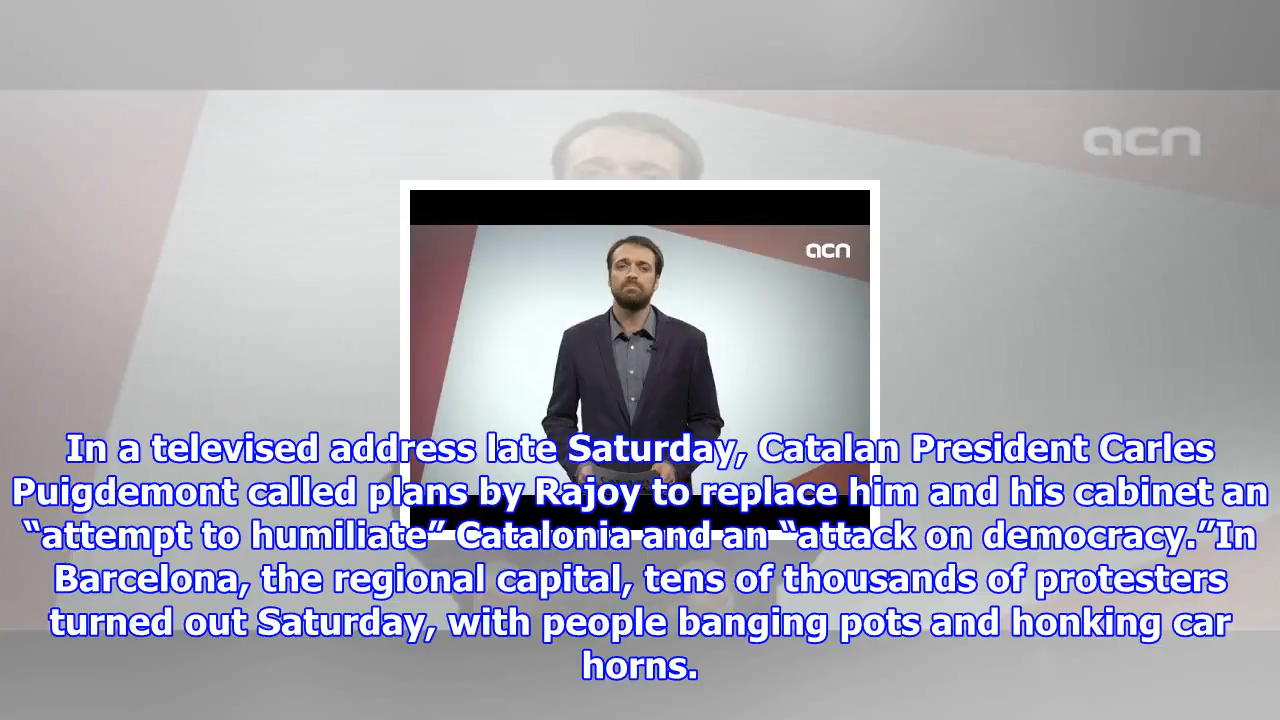 acn
acn
In a televised address late Saturday, Catalan President Carles
Puigdemont called plans by Rajoy to replace him and his cabinet an
“attempt to humiliate” Catalonia and an “attack on democracy.”In
Barcelona, the regional capital, tens of thousands of protesters
turned out Saturday, with people banging pots and honking car
horns.